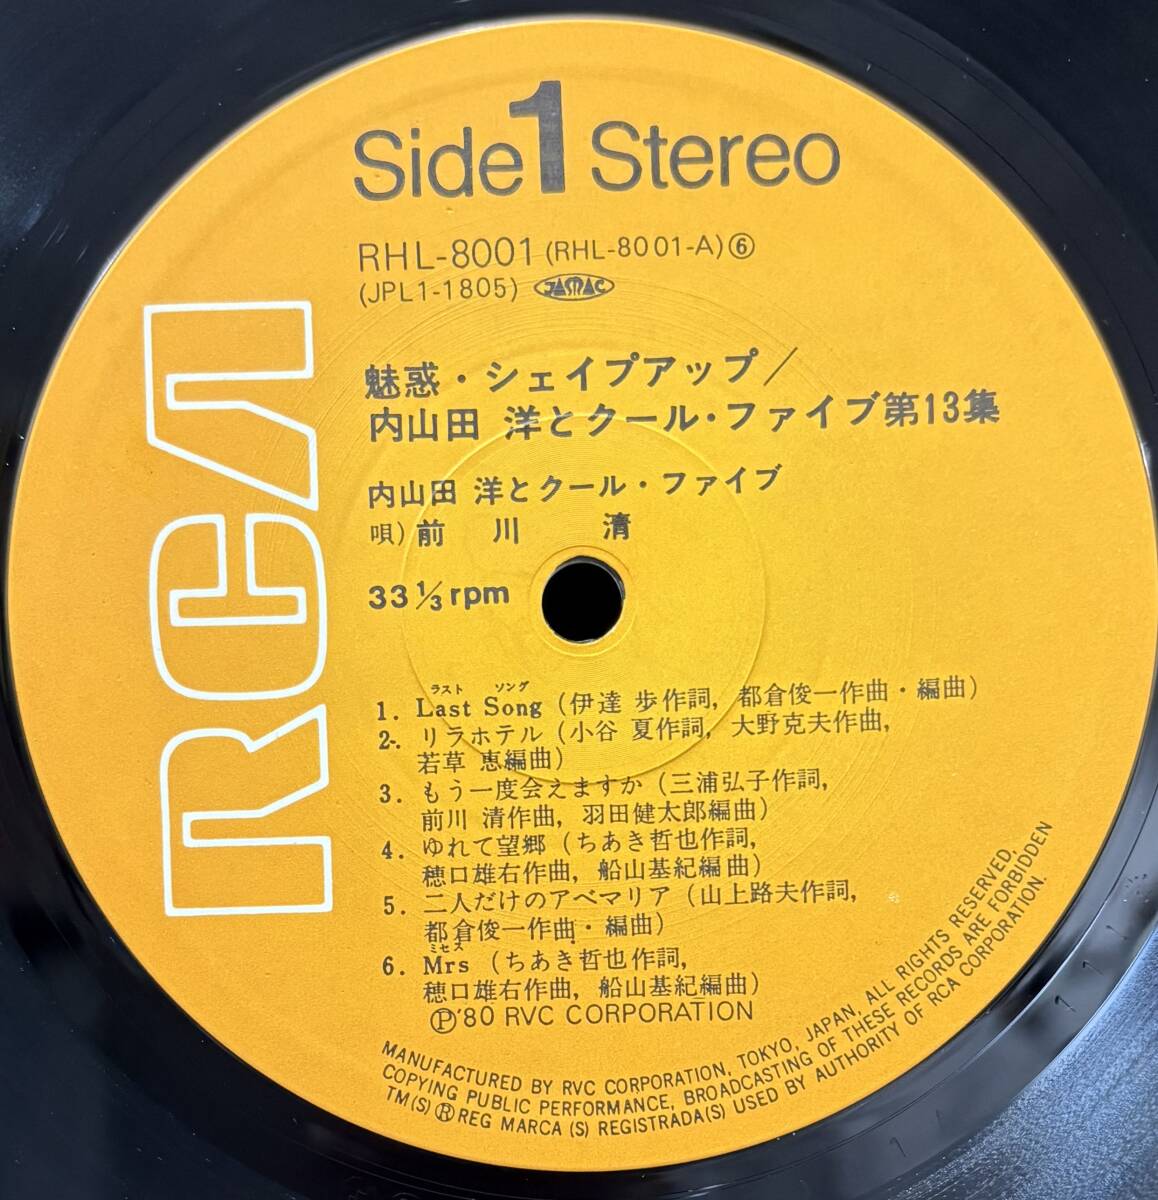 Side 1 Stereo
RHL-8001 (RHL-8001-A) ⑥
(JPL1-1805) JASRAC
RCA
魅惑・シェイプアップ／
内山田 洋とクール・ファイブ第13集
内山田 洋とクール・ファイブ
唄) 前 川 清
33 1/3 rpm
ラスト ソング
1. Last Song (伊達 歩作詞, 都倉俊一作曲・編曲)
2. リラホテル (小谷 夏作詞, 大野克夫作曲,
若草 恵編曲)
3. もう一度会えますか (三浦弘子作詞,
前川 清作曲, 羽田健太郎編曲)
4. ゆれて望郷 (ちあき哲也作詞,
穂口雄右作曲, 船山基紀編曲)
5. 二人だけのアベマリア (山上路夫作詞,
都倉俊一作曲・編曲)
ミセス
6. Mrs (ちあき哲也作詞,
穂口雄右作曲, 船山基紀編曲)
Ⓟ'80 RVC CORPORATION
MANUFACTURED BY RVC CORPORATION, TOKYO, JAPAN, ALL RIGHTS RESERVED,
COPYING PUBLIC PERFORMANCE, BROADCASTING OF THESE RECORDS ARE FORBIDDEN
TM(S) ® REG MARCA (S) REGISTRADA(S) USED BY AUTHORITY OF RCA CORPORATION.